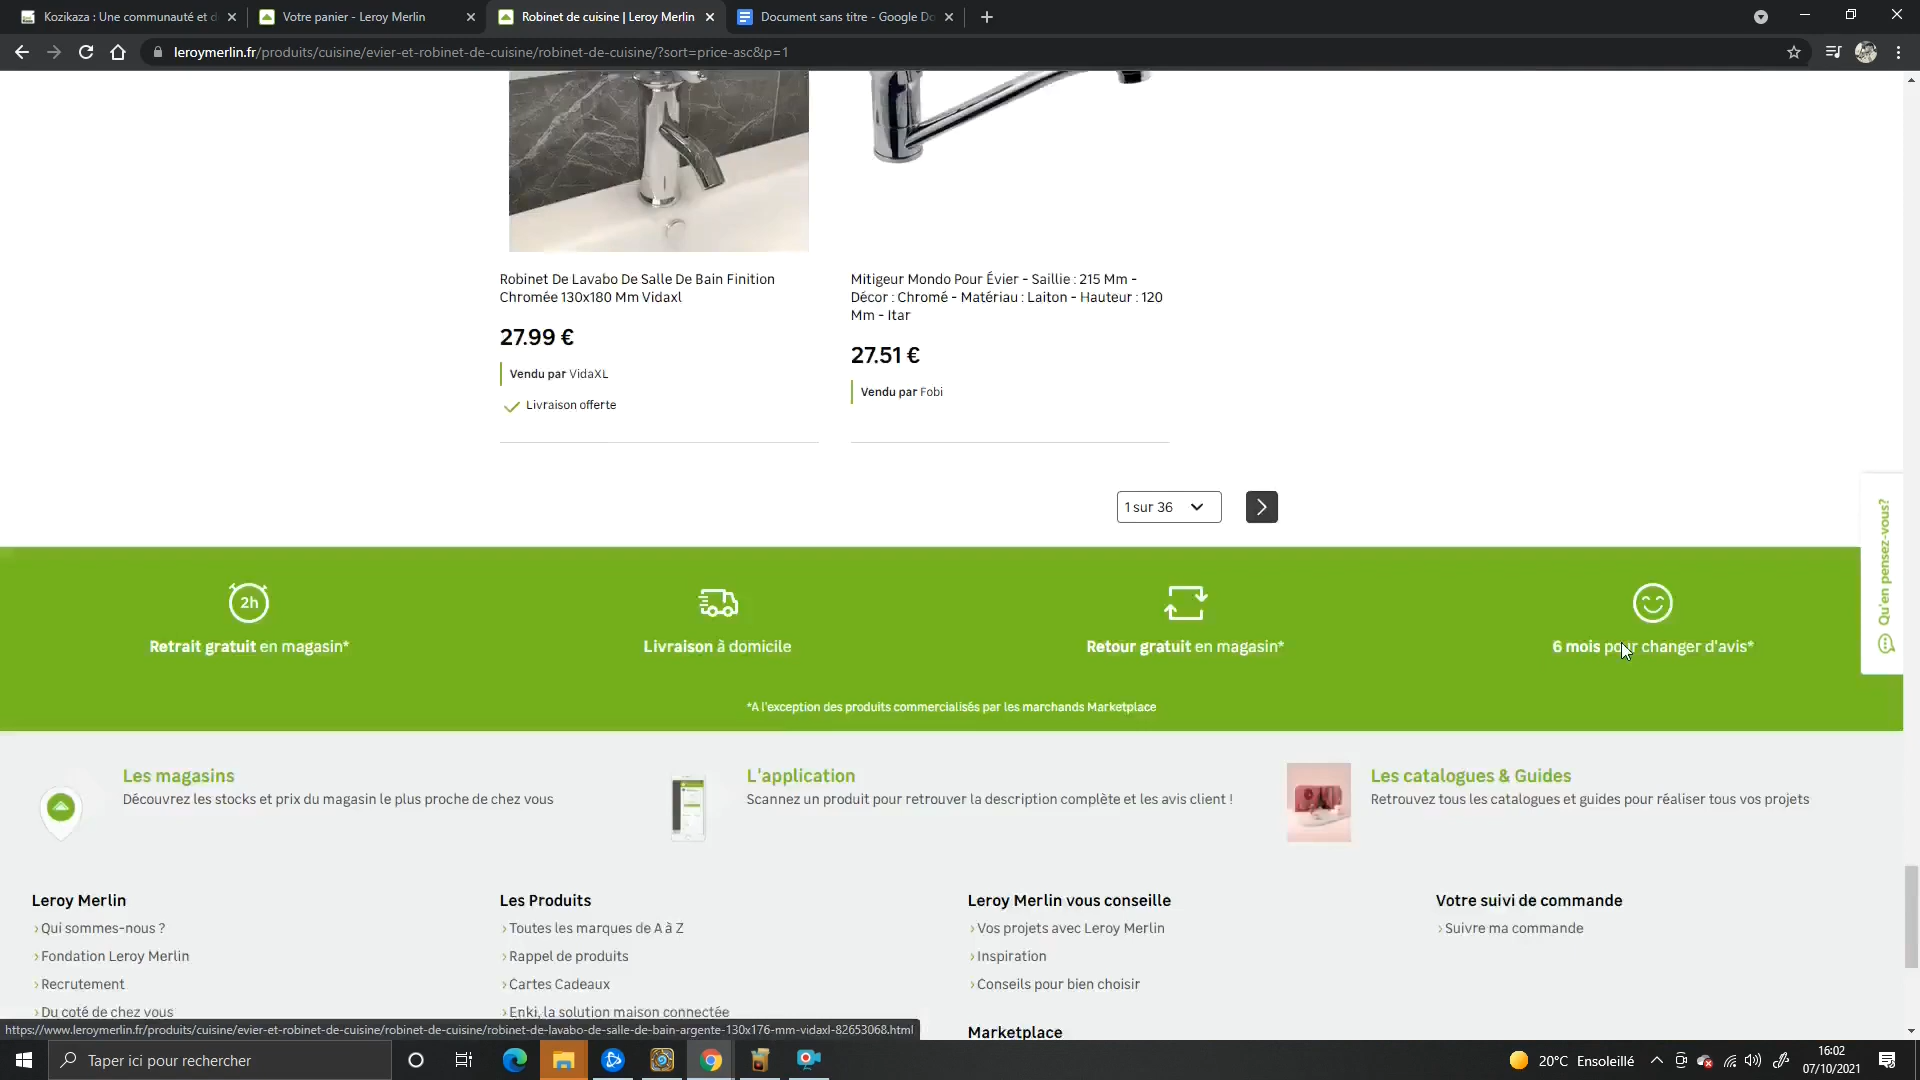 Kozikaza : Une communauté et d
Votre panier - Leroy Merlin
Robinet de cuisine | Leroy Merlin
Document sans titre - Google Do
leroymerlin.fr/produits/cuisine/evier-et-robinet-de-cuisine/robinet-de-cuisine/?sort=price-asc&p=1
Robinet De Lavabo De Salle De Bain Finition
Chromée 130x180 Mm Vidaxl
27.99 €
Vendu par VidaXL
Livraison offerte
Mitigeur Mondo Pour Évier - Saillie : 215 Mm -
Décor : Chromé - Matériau : Laiton - Hauteur : 120
Mm - Itar
27.51 €
Vendu par Fobi
1 sur 36
Qu'en pensez-vous?
2h
Retrait gratuit en magasin*
Livraison à domicile
Retour gratuit en magasin*
6 mois pour changer d'avis*
*A l'exception des produits commercialisés par les marchands Marketplace
Les magasins
Découvrez les stocks et prix du magasin le plus proche de chez vous
L'application
Scannez un produit pour retrouver la description complète et les avis client !
Les catalogues & Guides
Retrouvez tous les catalogues et guides pour réaliser tous vos projets
Leroy Merlin
Qui sommes-nous ?
Fondation Leroy Merlin
Recrutement
Du coté de chez vous
Les Produits
Toutes les marques de A à Z
Rappel de produits
Cartes Cadeaux
Enki, la solution maison connectée
Leroy Merlin vous conseille
Vos projets avec Leroy Merlin
Inspiration
Conseils pour bien choisir
Marketplace
Votre suivi de commande
Suivre ma commande
https://www.leroymerlin.fr/produits/cuisine/evier-et-robinet-de-cuisine/robinet-de-cuisine/robinet-de-lavabo-de-salle-de-bain-argente-130x176-mm-vidaxl-82653068.html
Taper ici pour rechercher
20°C Ensoleillé
16:02
07/10/2021